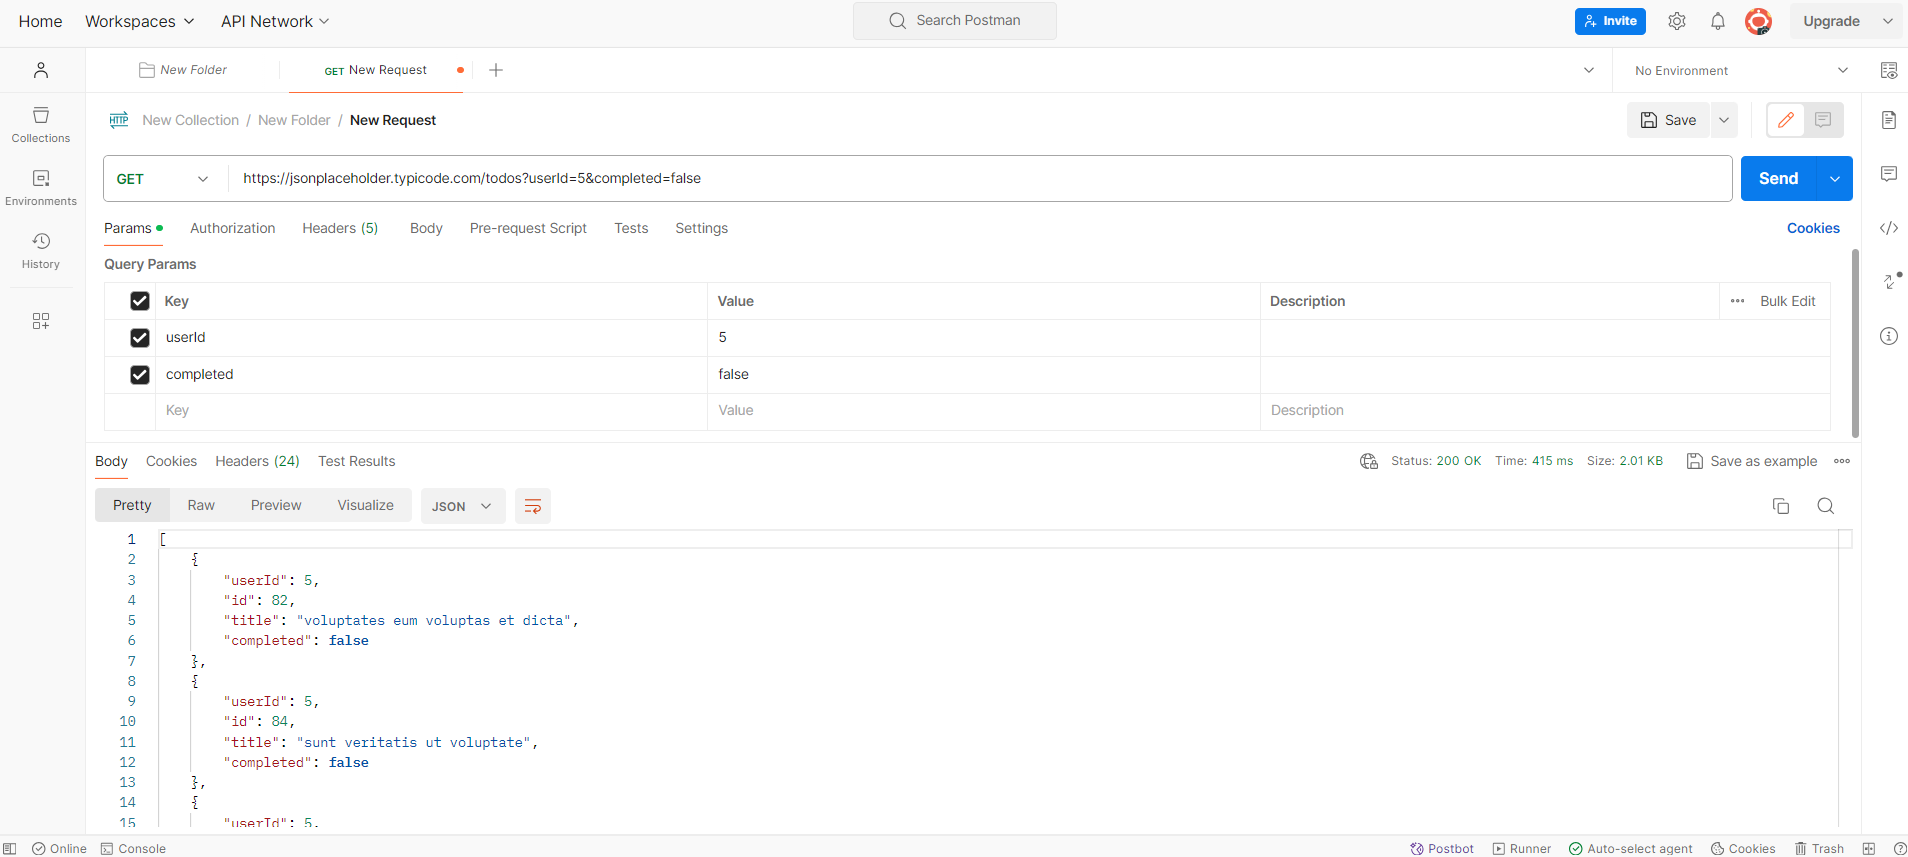 Home Workspaces API Network Search Postman Invite Upgrade
New Folder GET New Request No Environment
HTTP New Collection / New Folder / New Request Save
Collections
GET https://jsonplaceholder.typicode.com/todos?userId=5&completed=false Send
Environments
Params Authorization Headers (5) Body Pre-request Script Tests Settings Cookies
History
Query Params
Key Value Description Bulk Edit
userId 5
completed false
Key Value Description
Body Cookies Headers (24) Test Results Status: 200 OK Time: 415 ms Size: 2.01 KB Save as example
Pretty Raw Preview Visualize JSON
1 [
2 {
3 "userId": 5,
4 "id": 82,
5 "title": "voluptates eum voluptas et dicta",
6 "completed": false
7 },
8 {
9 "userId": 5,
10 "id": 84,
11 "title": "sunt veritatis ut voluptate",
12 "completed": false
13 },
14 {
15 "userId": 5,
Online Console Postbot Runner Auto-select agent Cookies Trash